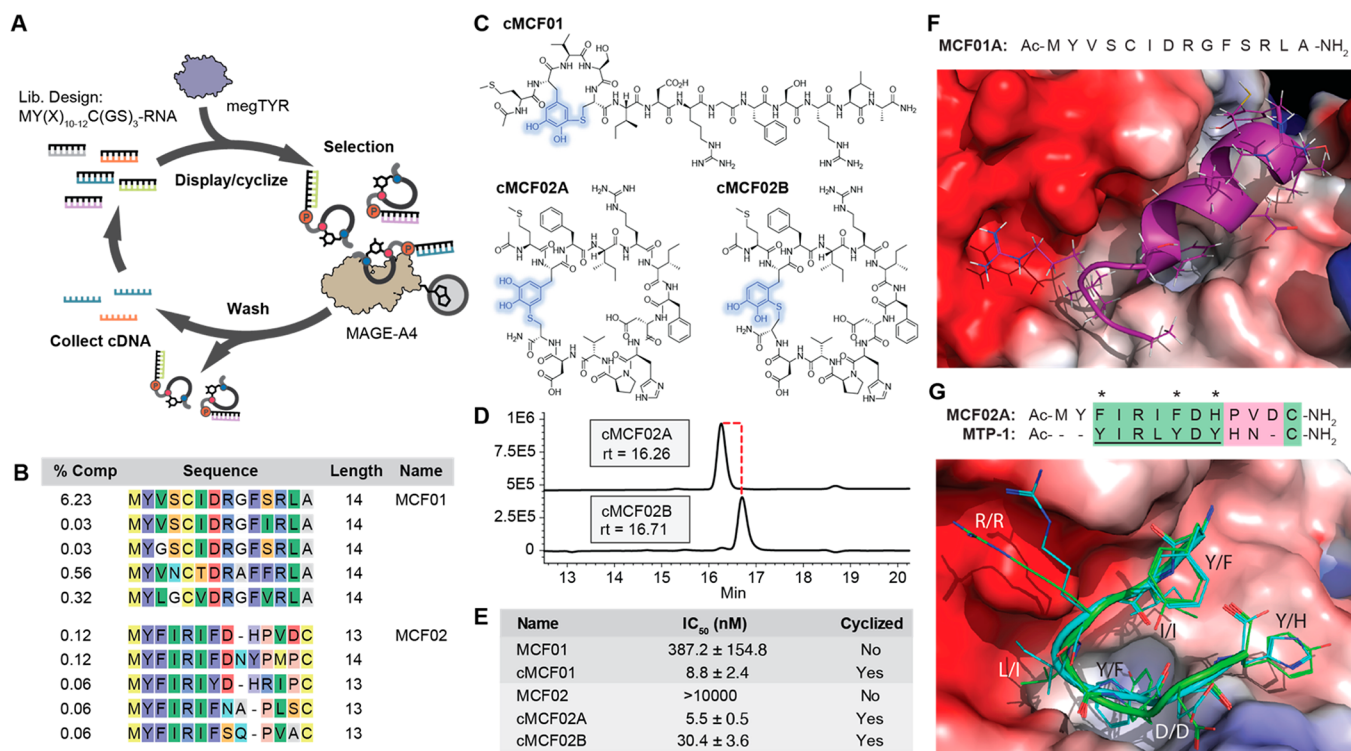 A
Lib. Design:
MY(X)10-12C(GS)3-RNA
megTYR
Selection
Display/cyclize
P
P
P
MAGE-A4
Wash
Collect cDNA
P
P
B
% Comp Sequence Length Name
6.23 MYVSCIDRGFSRLA 14 MCF01
0.03 MYVSCIDRGFIRLA 14
0.03 MYGSCIDRGFSRLA 14
0.56 MYVNCTDRAFFRLA 14
0.32 MYLGCVDRGFVRLA 14
0.12 MYFIRIFD-HPVDC 13 MCF02
0.12 MYFIRIFDNYPMPC 14
0.06 MYFIRIYD-HRIPC 13
0.06 MYFIRIFNA-PLSC 13
0.06 MYFIRIFSQ-PVAC 13
C
cMCF01
cMCF02A
cMCF02B
D
1E6
7.5E5
5E5
2.5E5
0
cMCF02A
rt = 16.26
cMCF02B
rt = 16.71
13 14 15 16 17 18 19 20
Min
E
Name IC50 (nM) Cyclized
MCF01 387.2 ± 154.8 No
cMCF01 8.8 ± 2.4 Yes
MCF02 >10000 No
cMCF02A 5.5 ± 0.5 Yes
cMCF02B 30.4 ± 3.6 Yes
F
MCF01A: Ac- M Y V S C I D R G F S R L A -NH2
G
* * *
MCF02A: Ac- M Y F I R I F D H P V D C -NH2
MTP-1: Ac- - - Y I R L Y D Y H N - C -NH2
R/R
Y/F
I/I
Y/H
L/I
Y/F
D/D